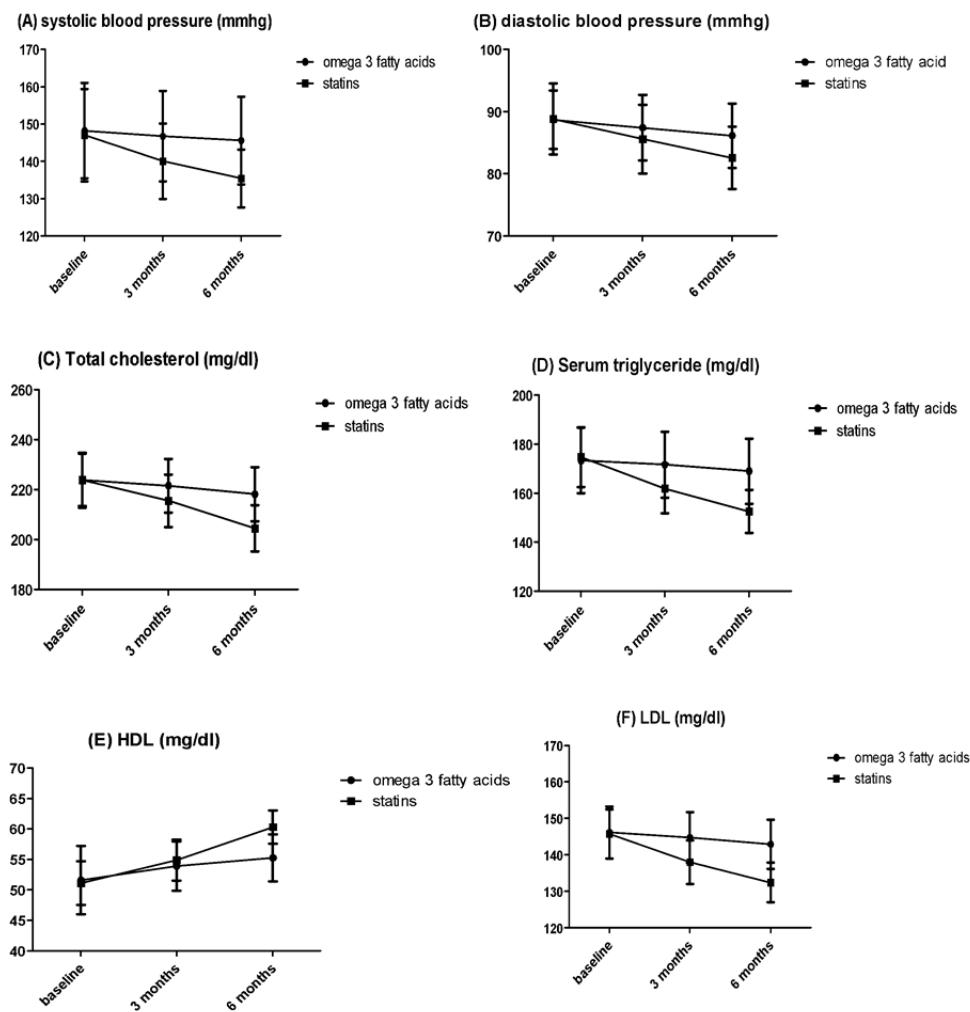 (A) systolic blood pressure (mmhg)
170
160
150
140
130
120
baseline
3 months
6 months
omega 3 fatty acids
statins
(B) diastolic blood pressure (mmhg)
100
90
80
70
baseline
3 months
6 months
omega 3 fatty acid
statins
(C) Total cholesterol (mg/dl)
260
240
220
200
180
baseline
3 months
6 months
omega 3 fatty acids
statins
(D) Serum triglyceride (mg/dl)
200
180
160
140
120
baseline
3 months
6 months
omega 3 fatty acids
statins
(E) HDL (mg/dl)
70
65
60
55
50
45
40
baseline
3 months
6 months
omega 3 fatty acids
statins
(F) LDL (mg/dl)
170
160
150
140
130
120
baseline
3 months
6 months
omega 3 fatty acids
statins